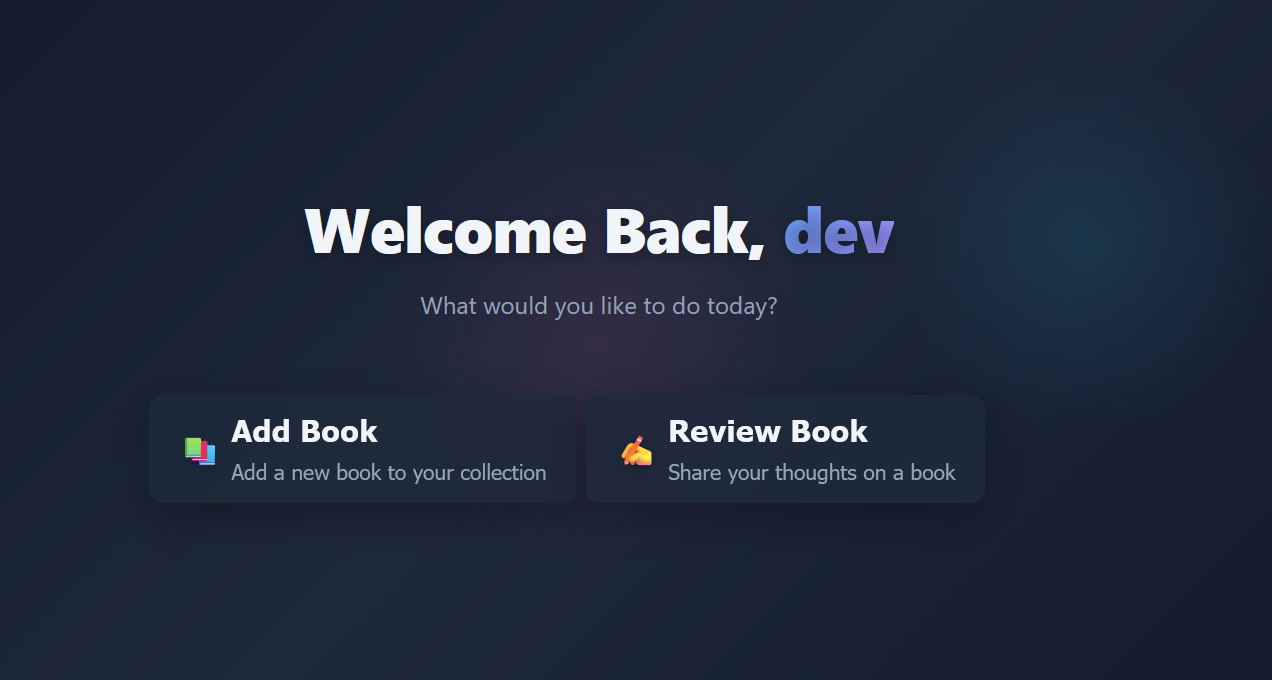 Welcome Back, dev
What would you like to do today?
Add Book
Add a new book to your collection
Review Book
Share your thoughts on a book